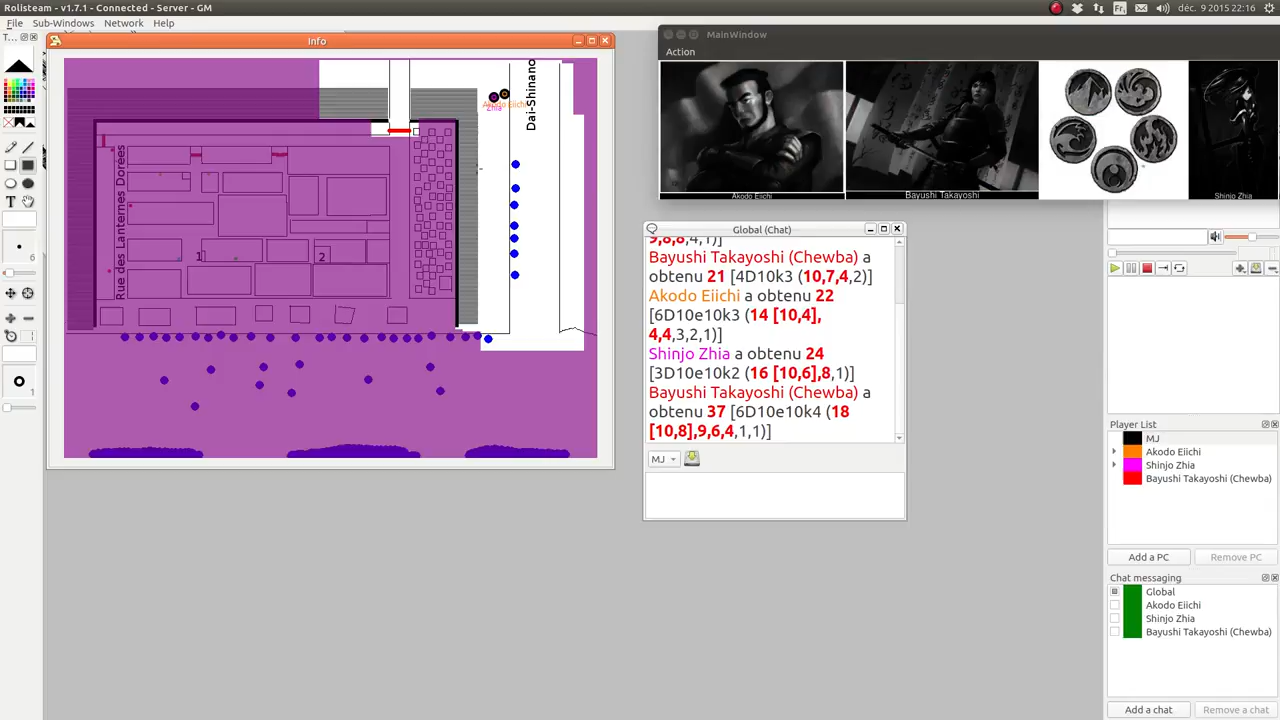 Rolisteam - v1.7.1 - Connected - Server - GM
Fr₁
déc. 9 2015 22:16
File Sub-Windows Network Help
T...
Info
MainWindow
Action
Dai-Shinano
Akodo Eiichi
Zhia
Rue des Lanternes Dorées
1
2
Akodo Eiichi
Bayushi Takayoshi
Shinjo Zhia
T
6
1
Global (Chat)
9,8,8,4,1)]
Bayushi Takayoshi (Chewba) a
obtenu 21 [4D10k3 (10,7,4,2)]
Akodo Eiichi a obtenu 22
[6D10e10k3 (14 [10,4],
4,4,3,2,1)]
Shinjo Zhia a obtenu 24
[3D10e10k2 (16 [10,6],8,1)]
Bayushi Takayoshi (Chewba) a
obtenu 37 [6D10e10k4 (18
[10,8],9,6,4,1,1)]
MJ
Player List
MJ
Akodo Eiichi
Shinjo Zhia
Bayushi Takayoshi (Chewba)
Add a PC
Remove PC
Chat messaging
Global
Akodo Eiichi
Shinjo Zhia
Bayushi Takayoshi (Chewba)
Add a chat
Remove a chat